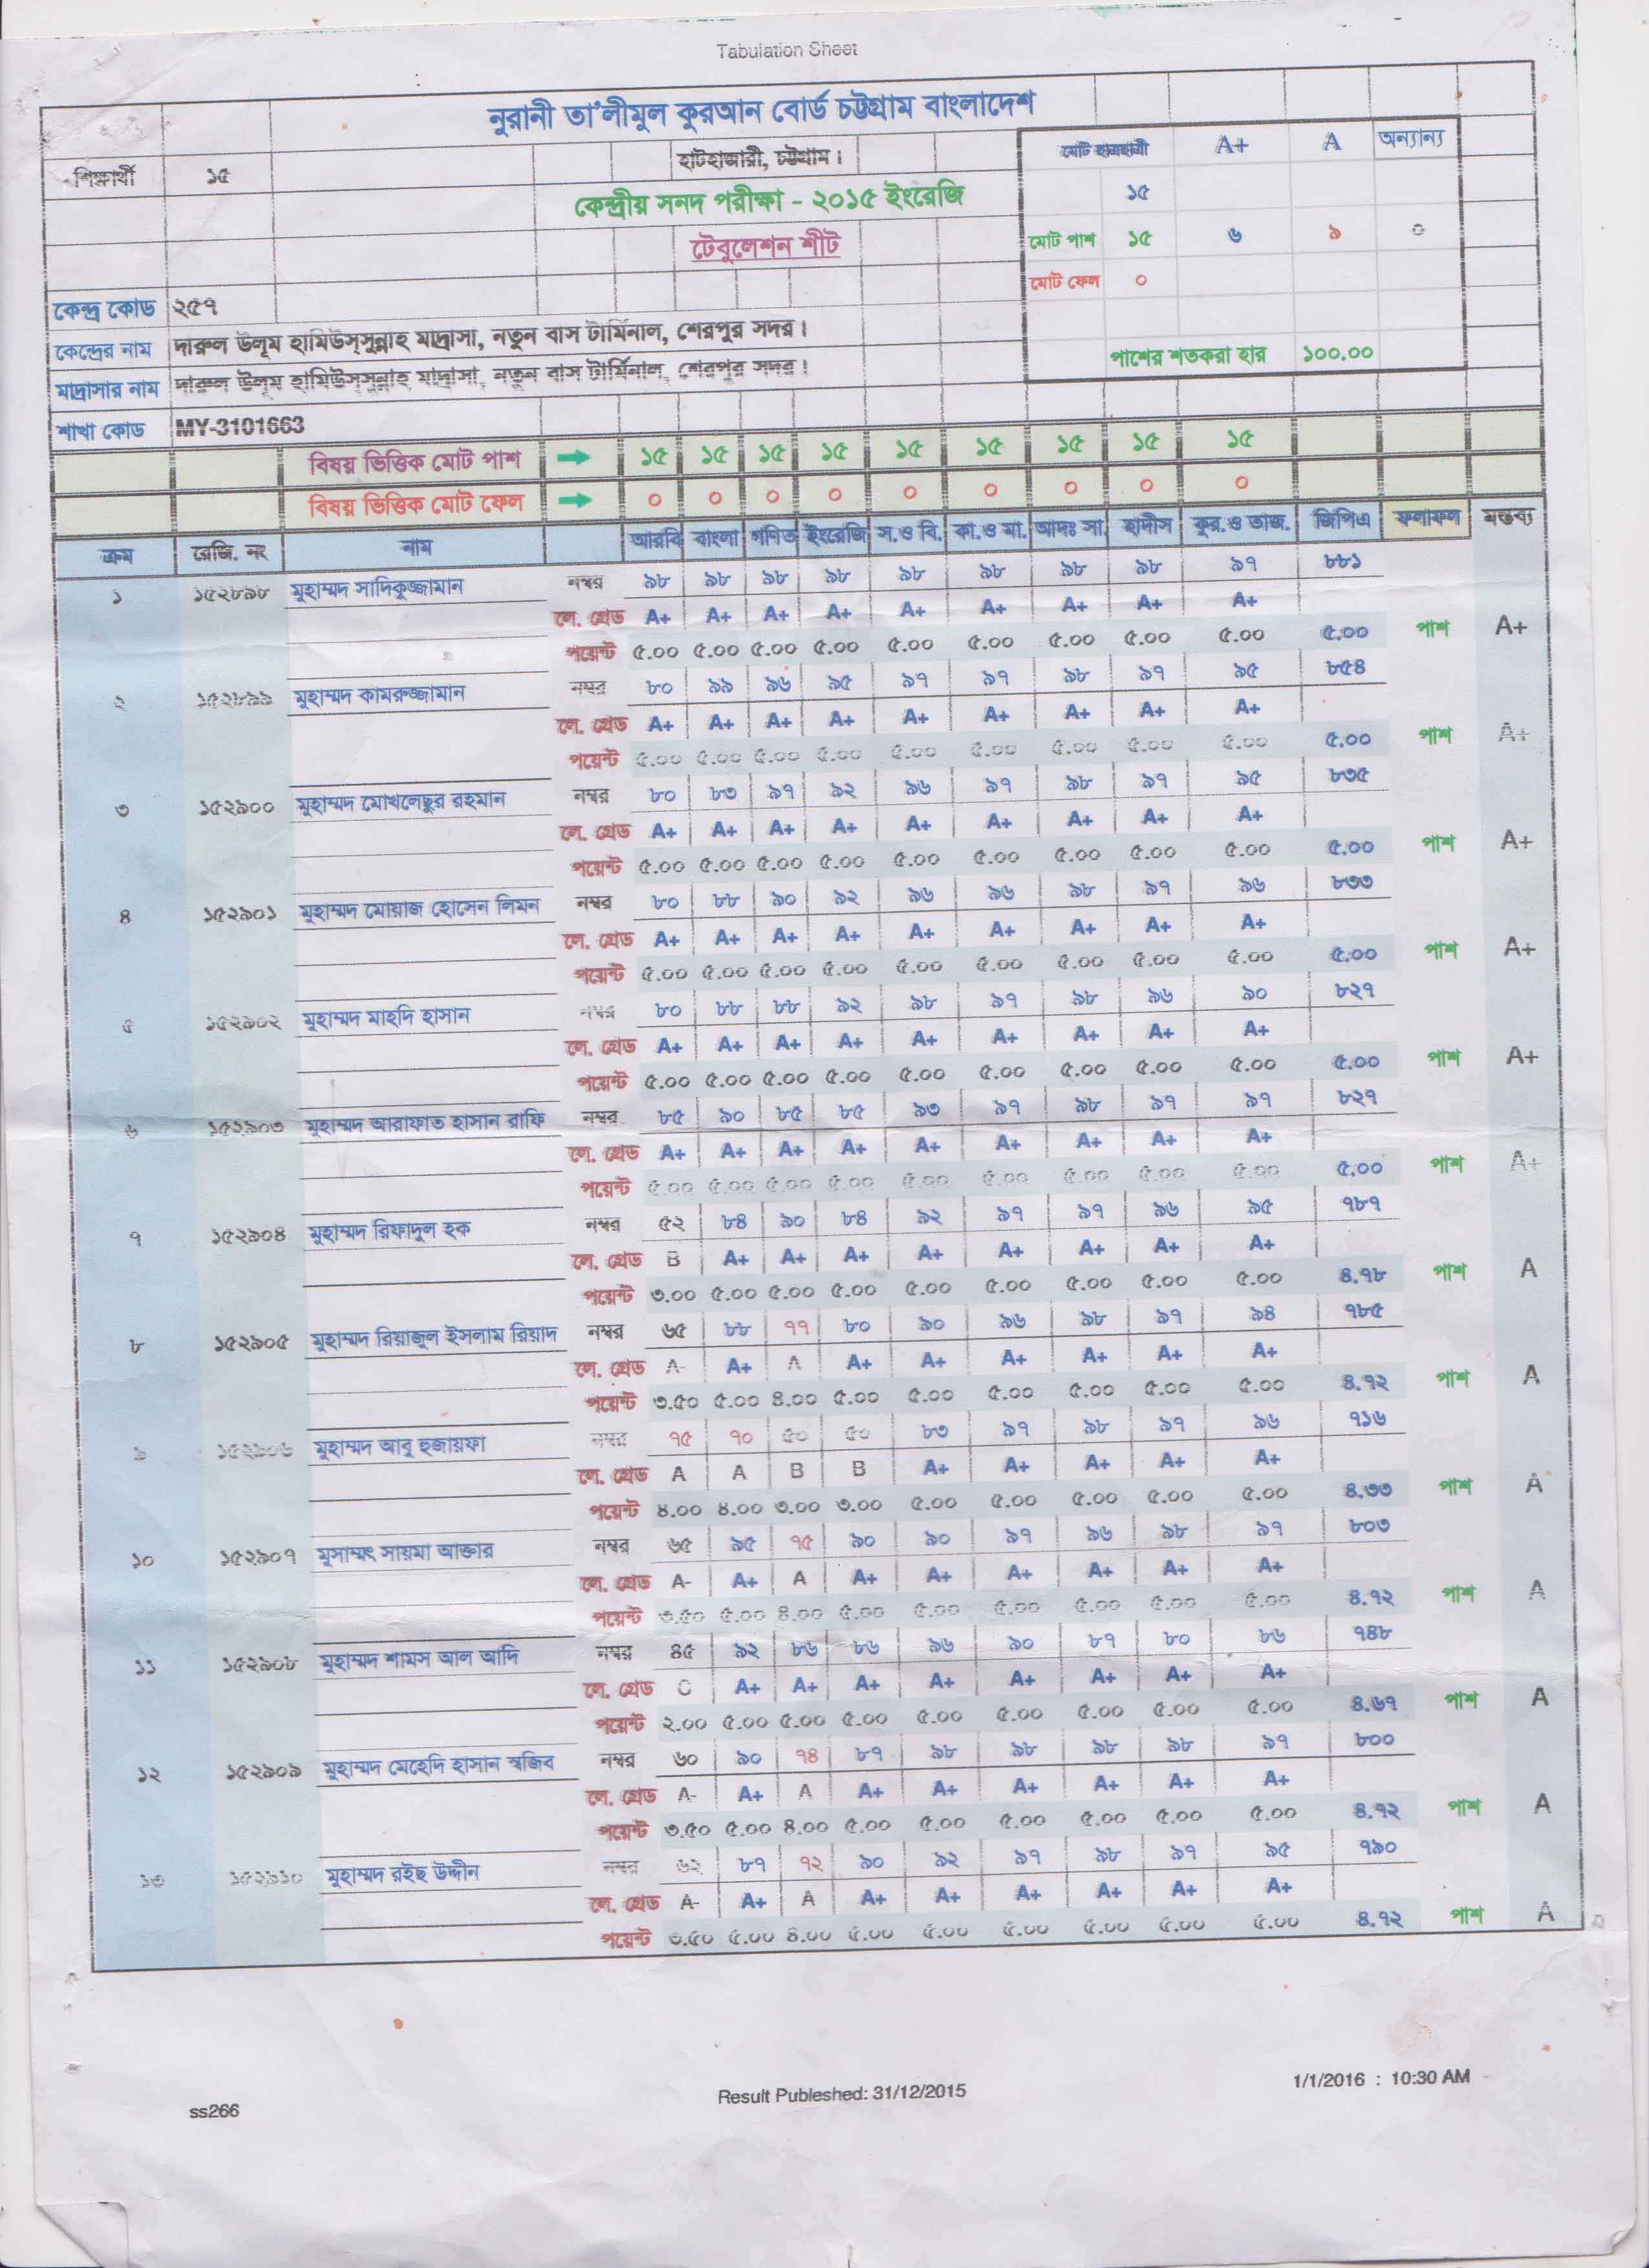 Tabulation Sheet
নুরানী তা'লীমুল কুরআন বোর্ড চট্টগ্রাম বাংলাদেশ
শিক্ষার্থী ১৫ হাটহাজারী, চট্টগ্রাম। মোট ছাত্রছাত্রী A+ A অন্যান্য
কেন্দ্রীয় সনদ পরীক্ষা - ২০১৫ ইংরেজি ১৫
টেবুলেশন শীট মোট পাশ ১৫ ৬ ৯ ০
মোট ফেল ০
কেন্দ্র কোড ২৫৭
কেন্দ্রের নাম দারুল উলূম হামিউস্সুন্নাহ মাদ্রাসা, নতুন বাস টার্মিনাল, শেরপুর সদর।
পাশের শতকরা হার ১০০.০০
মাদ্রাসার নাম দারুল উলূম হামিউস্সুন্নাহ মাদ্রাসা, নতুন বাস টার্মিনাল, শেরপুর সদর।
শাখা কোড MY-3101663
বিষয় ভিত্তিক মোট পাশ ১৫ ১৫ ১৫ ১৫ ১৫ ১৫ ১৫ ১৫ ১৫
বিষয় ভিত্তিক মোট ফেল ০ ০ ০ ০ ০ ০ ০ ০ ০
ক্রম রেজি. নং নাম আরবি বাংলা গণিত ইংরেজি স.ও বি. কা.ও মা. আদঃ সা. হাদীস কুর.ও তাজ. জিপিএ ফলাফল মন্তব্য
১ ১৫২৮৯৮ মুহাম্মদ সাদিকুজ্জামান নম্বর ৯৮ ৯৮ ৯৮ ৯৮ ৯৮ ৯৮ ৯৮ ৯৮ ৯৭ ৮৮১
লে. গ্রেড A+ A+ A+ A+ A+ A+ A+ A+ A+
পয়েন্ট ৫.০০ ৫.০০ ৫.০০ ৫.০০ ৫.০০ ৫.০০ ৫.০০ ৫.০০ ৫.০০ ৫.০০ পাশ A+
২ ১৫২৮৯৯ মুহাম্মদ কামরুজ্জামান নম্বর ৮০ ৯৯ ৯৬ ৯৫ ৯৭ ৯৭ ৯৮ ৯৭ ৯৫ ৮৫৪
লে. গ্রেড A+ A+ A+ A+ A+ A+ A+ A+ A+
পয়েন্ট ৫.০০ ৫.০০ ৫.০০ ৫.০০ ৫.০০ ৫.০০ ৫.০০ ৫.০০ ৫.০০ ৫.০০ পাশ A+
৩ ১৫২৯০০ মুহাম্মদ মোখলেছুর রহমান নম্বর ৮০ ৮৩ ৯৭ ৯২ ৯৬ ৯৭ ৯৮ ৯৭ ৯৫ ৮৩৫
লে. গ্রেড A+ A+ A+ A+ A+ A+ A+ A+ A+
পয়েন্ট ৫.০০ ৫.০০ ৫.০০ ৫.০০ ৫.০০ ৫.০০ ৫.০০ ৫.০০ ৫.০০ ৫.০০ পাশ A+
৪ ১৫২৯০১ মুহাম্মদ মোয়াজ হোসেন লিমন নম্বর ৮০ ৮৮ ৯০ ৯২ ৯৬ ৯৬ ৯৮ ৯৭ ৯৬ ৮৩৩
লে. গ্রেড A+ A+ A+ A+ A+ A+ A+ A+ A+
পয়েন্ট ৫.০০ ৫.০০ ৫.০০ ৫.০০ ৫.০০ ৫.০০ ৫.০০ ৫.০০ ৫.০০ ৫.০০ পাশ A+
৫ ১৫২৯০২ মুহাম্মদ মাহদি হাসান নম্বর ৮০ ৮৮ ৮৮ ৯২ ৯৮ ৯৭ ৯৮ ৯৬ ৯০ ৮২৭
লে. গ্রেড A+ A+ A+ A+ A+ A+ A+ A+ A+
পয়েন্ট ৫.০০ ৫.০০ ৫.০০ ৫.০০ ৫.০০ ৫.০০ ৫.০০ ৫.০০ ৫.০০ ৫.০০ পাশ A+
৬ ১৫২৯০৩ মুহাম্মদ আরাফাত হাসান রাফি নম্বর ৮৫ ৯০ ৮৫ ৮৫ ৯৩ ৯৭ ৯৮ ৯৭ ৯৭ ৮২৭
লে. গ্রেড A+ A+ A+ A+ A+ A+ A+ A+ A+
পয়েন্ট ৫.০০ ৫.০০ ৫.০০ ৫.০০ ৫.০০ ৫.০০ ৫.০০ ৫.০০ ৫.০০ ৫.০০ পাশ A+
৭ ১৫২৯০৪ মুহাম্মদ রিফাদুল হক নম্বর ৫২ ৮৪ ৯০ ৮৪ ৯২ ৯৭ ৯৭ ৯৬ ৯৫ ৭৮৭
লে. গ্রেড B A+ A+ A+ A+ A+ A+ A+ A+
পয়েন্ট ৩.০০ ৫.০০ ৫.০০ ৫.০০ ৫.০০ ৫.০০ ৫.০০ ৫.০০ ৫.০০ ৪.৭৮ পাশ A
৮ ১৫২৯০৫ মুহাম্মদ রিয়াজুল ইসলাম রিয়াদ নম্বর ৬৫ ৮৮ ৭৭ ৮০ ৯০ ৯৬ ৯৮ ৯৭ ৯৪ ৭৮৫
লে. গ্রেড A- A+ A A+ A+ A+ A+ A+ A+
পয়েন্ট ৩.৫০ ৫.০০ ৪.০০ ৫.০০ ৫.০০ ৫.০০ ৫.০০ ৫.০০ ৫.০০ ৪.৭২ পাশ A
৯ ১৫২৯০৬ মুহাম্মদ আবু হুজায়ফা নম্বর ৭৫ ৭০ ৫০ ৫০ ৮৩ ৯৭ ৯৮ ৯৭ ৯৬ ৭১৬
লে. গ্রেড A A B B A+ A+ A+ A+ A+
পয়েন্ট ৪.০০ ৪.০০ ৩.০০ ৩.০০ ৫.০০ ৫.০০ ৫.০০ ৫.০০ ৫.০০ ৪.৩৩ পাশ A
১০ ১৫২৯০৭ মুসাম্মৎ সায়মা আক্তার নম্বর ৬৫ ৯৫ ৭৫ ৯০ ৯০ ৯৭ ৯৬ ৯৮ ৯৭ ৮০৩
লে. গ্রেড A- A+ A A+ A+ A+ A+ A+ A+
পয়েন্ট ৩.৫০ ৫.০০ ৪.০০ ৫.০০ ৫.০০ ৫.০০ ৫.০০ ৫.০০ ৫.০০ ৪.৭২ পাশ A
১১ ১৫২৯০৮ মুহাম্মদ শামস আল আদি নম্বর ৪৫ ৯২ ৮৬ ৮৬ ৯৬ ৯০ ৮৭ ৮০ ৮৬ ৭৪৮
লে. গ্রেড C A+ A+ A+ A+ A+ A+ A+ A+
পয়েন্ট ২.০০ ৫.০০ ৫.০০ ৫.০০ ৫.০০ ৫.০০ ৫.০০ ৫.০০ ৫.০০ ৪.৬৭ পাশ A
১২ ১৫২৯০৯ মুহাম্মদ মেহেদি হাসান স্বজিব নম্বর ৬০ ৯০ ৭৪ ৮৭ ৯৮ ৯৮ ৯৮ ৯৮ ৯৭ ৮০০
লে. গ্রেড A- A+ A A+ A+ A+ A+ A+ A+
পয়েন্ট ৩.৫০ ৫.০০ ৪.০০ ৫.০০ ৫.০০ ৫.০০ ৫.০০ ৫.০০ ৫.০০ ৪.৭২ পাশ A
১৩ ১৫২৯১০ মুহাম্মদ রইছ উদ্দীন নম্বর ৬২ ৮৭ ৭২ ৯০ ৯২ ৯৭ ৯৮ ৯৭ ৯৫ ৭৯০
লে. গ্রেড A- A+ A A+ A+ A+ A+ A+ A+
পয়েন্ট ৩.৫০ ৫.০০ ৪.০০ ৫.০০ ৫.০০ ৫.০০ ৫.০০ ৫.০০ ৫.০০ ৪.৭২ পাশ A
ss266 Result Publeshed: 31/12/2015 1/1/2016 : 10:30 AM